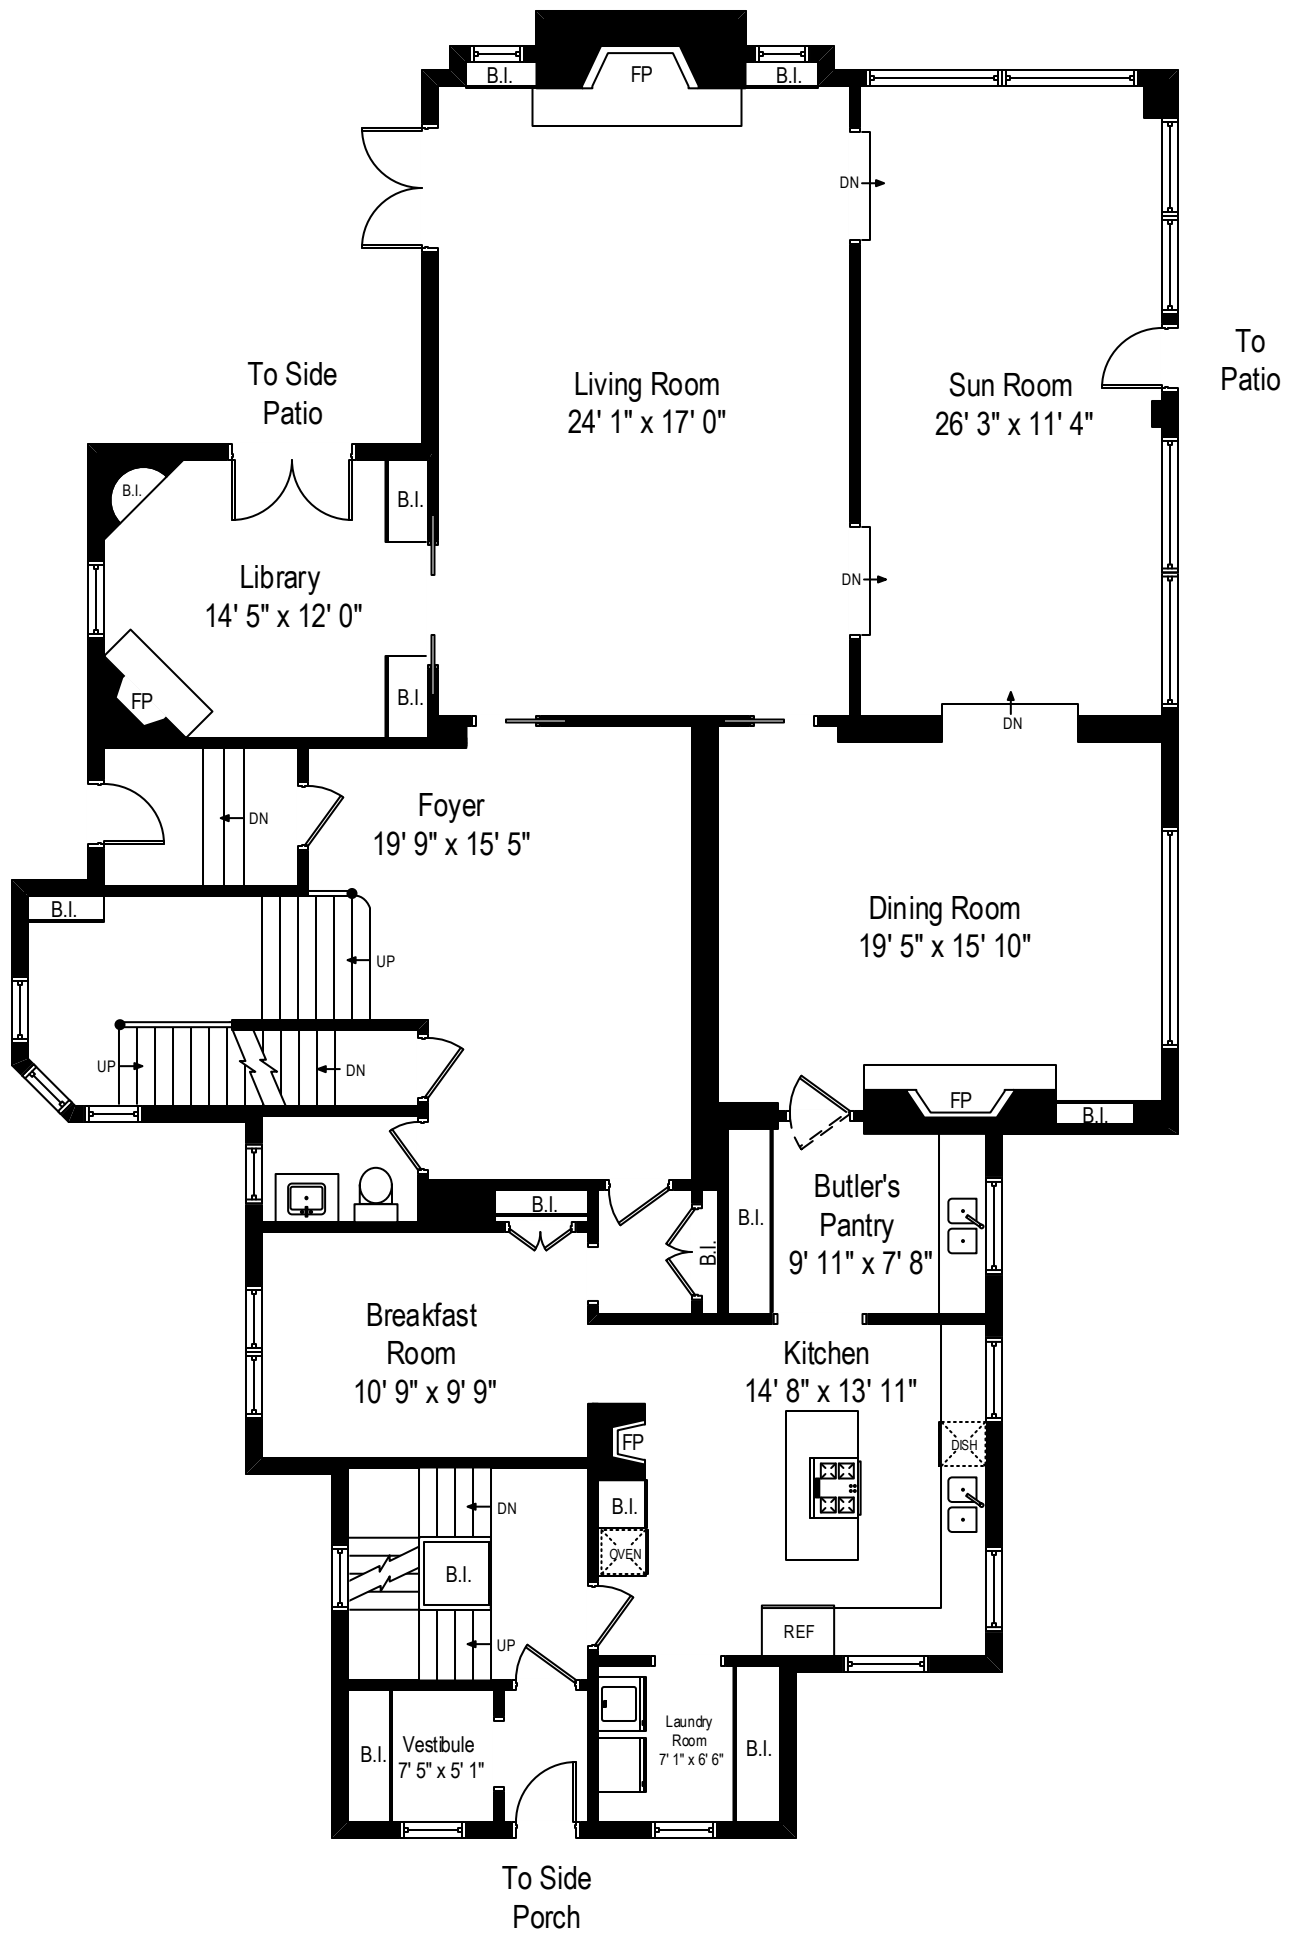 B.I.
FP
B.I.
DN
To Side
Patio
Living Room
24' 1" x 17' 0"
Sun Room
26' 3" x 11' 4"
To
Patio
B.I.
B.I.
Library
14' 5" x 12' 0"
DN
FP
B.I.
DN
DN
Foyer
19' 9" x 15' 5"
B.I.
Dining Room
19' 5" x 15' 10"
UP
UP
DN
FP
B.I.
B.I.
B.I.
B.I.
Butler's
Pantry
9' 11" x 7' 8"
Breakfast
Room
10' 9" x 9' 9"
Kitchen
14' 8" x 13' 11"
FP
DISH
DN
B.I.
OVEN
B.I.
UP
REF
B.I.
Vestibule
7' 5" x 5' 1"
Laundry
Room
7' 1" x 6' 6"
B.I.
To Side
Porch